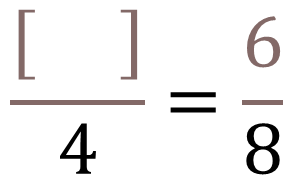 [ ]/4 = 6/8